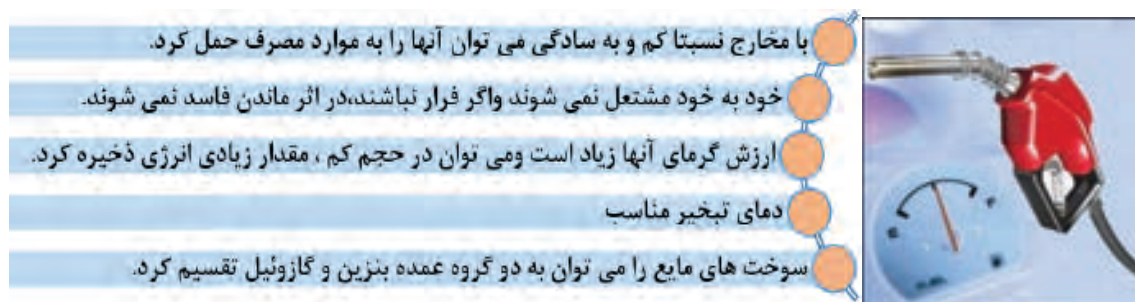 با مخارج نسبتا کم و به سادگی می توان آنها را به موارد مصرف حمل کرد.
خود به خود مشتعل نمی شوند واگر فرار نباشند،در اثر ماندن فاسد نمی شوند.
ارزش گرمای آنها زیاد است ومی توان در حجم کم ، مقدار زیادی انرژی ذخیره کرد.
دمای تبخیر مناسب
سوخت های مایع را می توان به دو گروه عمده بنزین و گازوئیل تقسیم کرد.